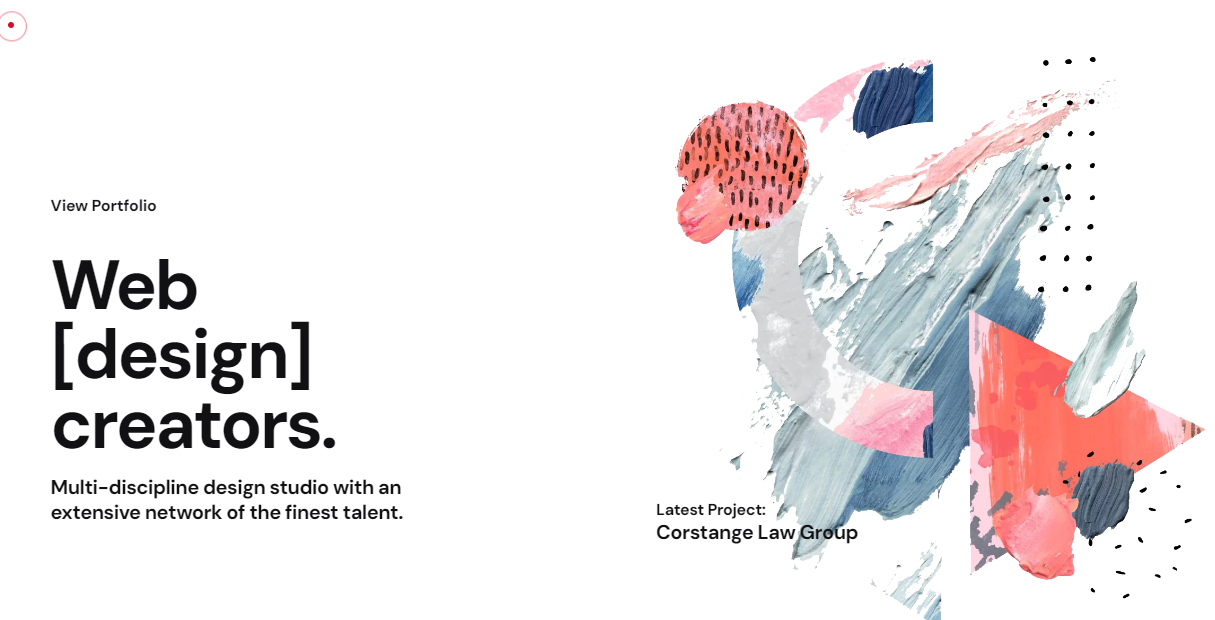 View Portfolio
Web
[design]
creators.
Multi-discipline design studio with an
extensive network of the finest talent.
Latest Project:
Corstange Law Group